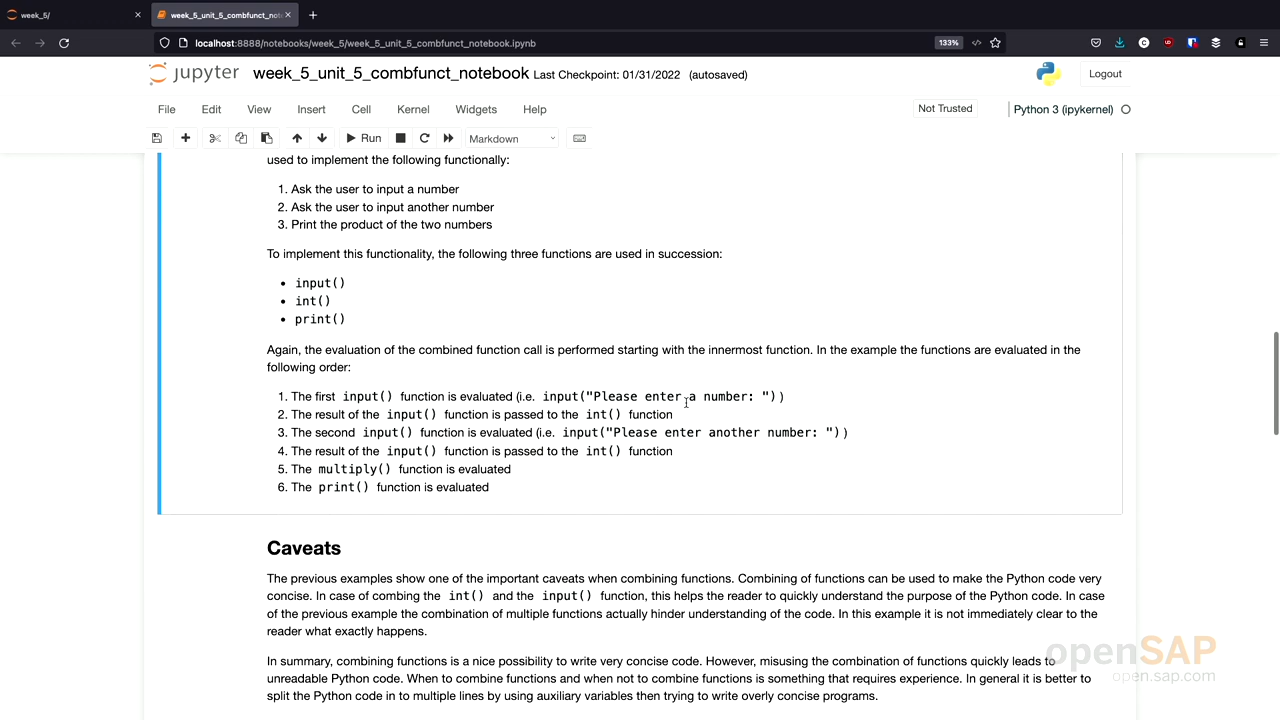 week_5/
week_5_unit_5_combfunct_not
localhost:8888/notebooks/week_5/week_5_unit_5_combfunct_notebook.ipynb
133%
jupyter week_5_unit_5_combfunct_notebook Last Checkpoint: 01/31/2022 (autosaved)
Logout
File Edit View Insert Cell Kernel Widgets Help
Not Trusted
Python 3 (ipykernel)
Run
Markdown
used to implement the following functionally:
1. Ask the user to input a number
2. Ask the user to input another number
3. Print the product of the two numbers
To implement this functionality, the following three functions are used in succession:
• input()
• int()
• print()
Again, the evaluation of the combined function call is performed starting with the innermost function. In the example the functions are evaluated in the
following order:
1. The first input() function is evaluated (i.e. input("Please enter a number: "))
2. The result of the input() function is passed to the int() function
3. The second input() function is evaluated (i.e. input("Please enter another number: "))
4. The result of the input() function is passed to the int() function
5. The multiply() function is evaluated
6. The print() function is evaluated
Caveats
The previous examples show one of the important caveats when combining functions. Combining of functions can be used to make the Python code very
concise. In case of combing the int() and the input() function, this helps the reader to quickly understand the purpose of the Python code. In case
of the previous example the combination of multiple functions actually hinder understanding of the code. In this example it is not immediately clear to the
reader what exactly happens.
In summary, combining functions is a nice possibility to write very concise code. However, misusing the combination of functions quickly leads to
unreadable Python code. When to combine functions and when not to combine functions is something that requires experience. In general it is better to
split the Python code in to multiple lines by using auxiliary variables then trying to write overly concise programs.
openSAP
open.sap.com